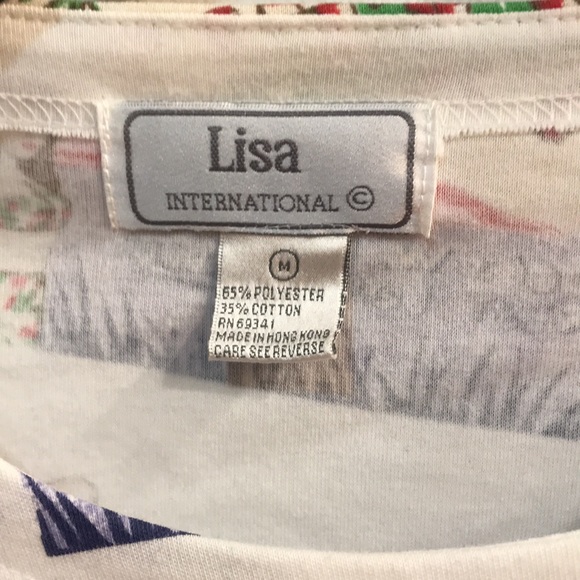 Lisa
INTERNATIONAL ©
M
65% POLYESTER
35% COTTON
RN 69341
MADE IN HONG KONG
CARE SEE REVERSE